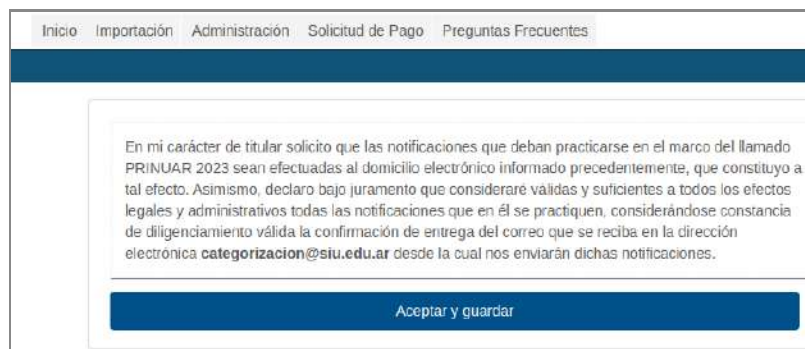 Inicio Importación Administración Solicitud de Pago Preguntas Frecuentes
En mi carácter de titular solicito que las notificaciones que deban practicarse en el marco del llamado
PRINUAR 2023 sean efectuadas al domicilio electrónico informado precedentemente, que constituyo a
tal efecto. Asimismo, declaro bajo juramento que consideraré válidas y suficientes a todos los efectos
legales y administrativos todas las notificaciones que en él se practiquen, considerándose constancia
de diligenciamiento válida la confirmación de entrega del correo que se reciba en la dirección
electrónica categorizacion@siu.edu.ar desde la cual nos enviarán dichas notificaciones.
Aceptar y guardar